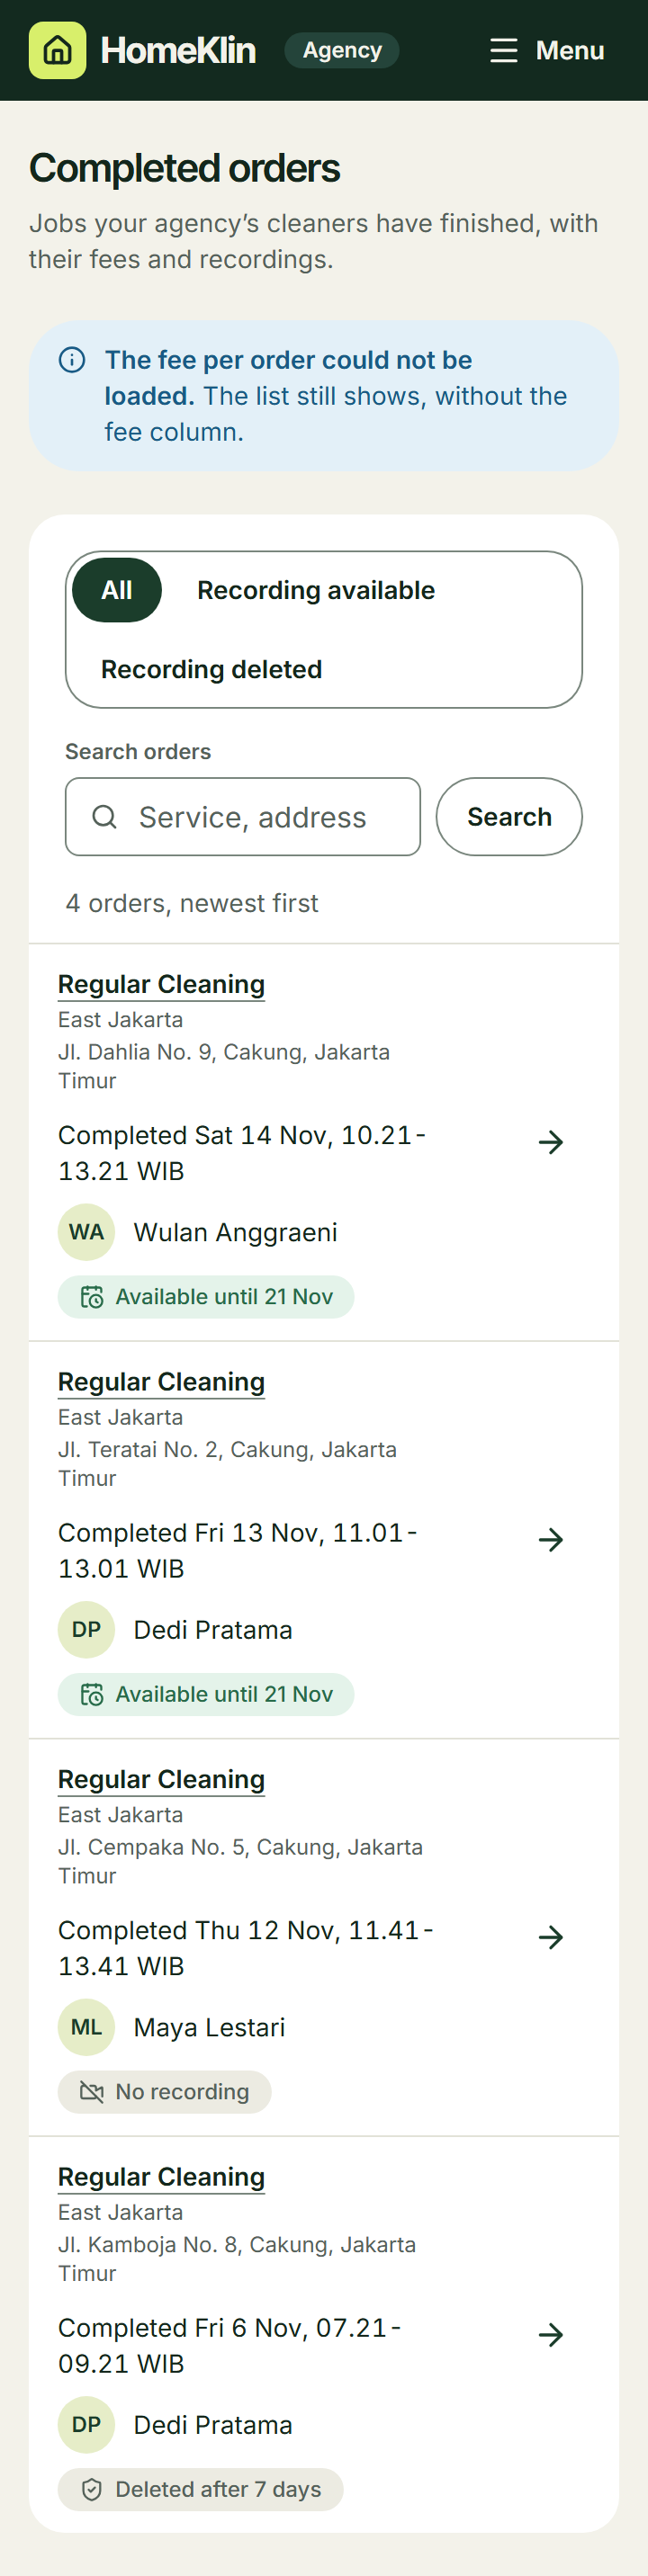 HomeKlin
Agency
Menu
Completed orders
Jobs your agency’s cleaners have finished, with
their fees and recordings.
The fee per order could not be
loaded. The list still shows, without the
fee column.
All
Recording available
Recording deleted
Search orders
Service, address
Search
4 orders, newest first
Regular Cleaning
East Jakarta
Jl. Dahlia No. 9, Cakung, Jakarta
Timur
Completed Sat 14 Nov, 10.21-
13.21 WIB
WA
Wulan Anggraeni
Available until 21 Nov
Regular Cleaning
East Jakarta
Jl. Teratai No. 2, Cakung, Jakarta
Timur
Completed Fri 13 Nov, 11.01-
13.01 WIB
DP
Dedi Pratama
Available until 21 Nov
Regular Cleaning
East Jakarta
Jl. Cempaka No. 5, Cakung, Jakarta
Timur
Completed Thu 12 Nov, 11.41-
13.41 WIB
ML
Maya Lestari
No recording
Regular Cleaning
East Jakarta
Jl. Kamboja No. 8, Cakung, Jakarta
Timur
Completed Fri 6 Nov, 07.21-
09.21 WIB
DP
Dedi Pratama
Deleted after 7 days